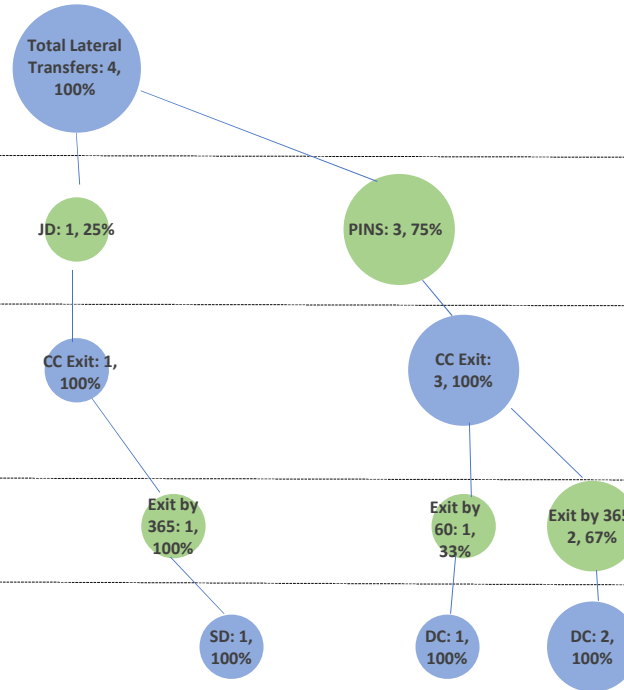 Total Lateral
Transfers: 4,
100%
JD: 1, 25%
PINS: 3, 75%
CC Exit: 1,
100%
CC Exit:
3, 100%
Exit by
365: 1,
100%
Exit by
60: 1,
33%
Exit by 365
2, 67%
SD: 1,
100%
DC: 1,
100%
DC: 2,
100%